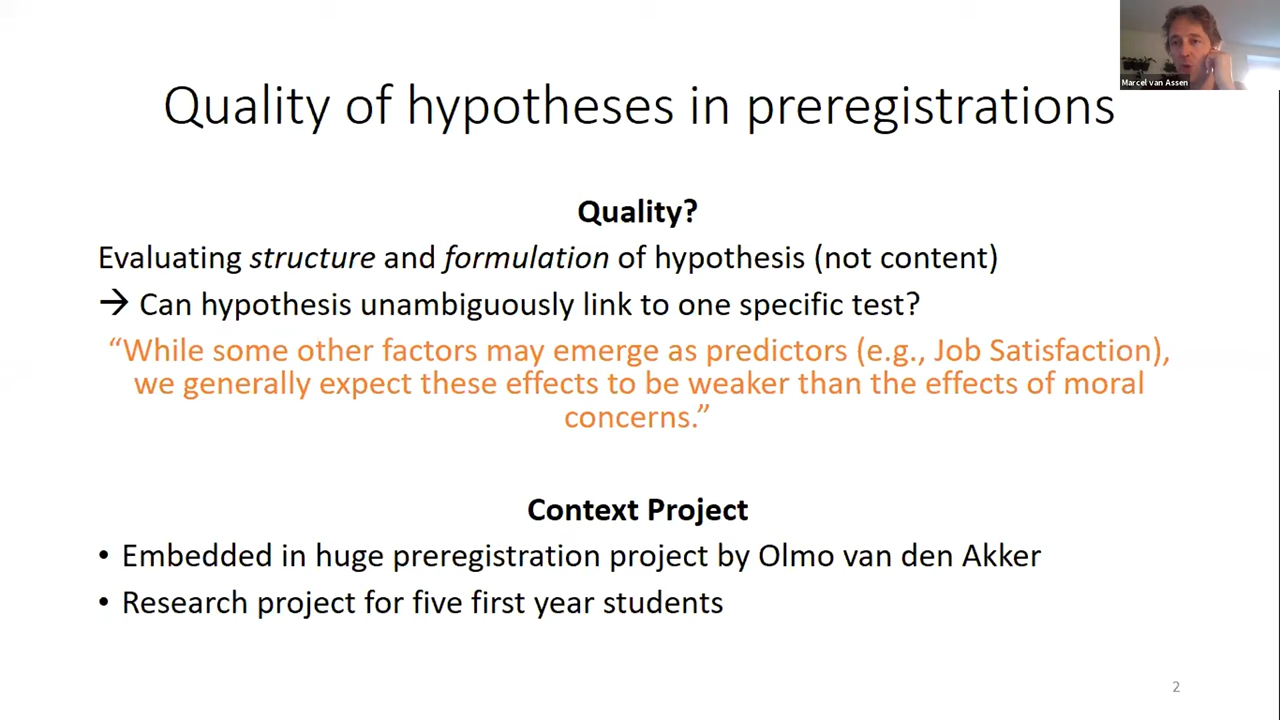 Marcel van Assen
Quality of hypotheses in preregistrations
Quality?
Evaluating structure and formulation of hypothesis (not content)
→ Can hypothesis unambiguously link to one specific test?
“While some other factors may emerge as predictors (e.g., Job Satisfaction),
we generally expect these effects to be weaker than the effects of moral
concerns.”
Context Project
• Embedded in huge preregistration project by Olmo van den Akker
• Research project for five first year students
2